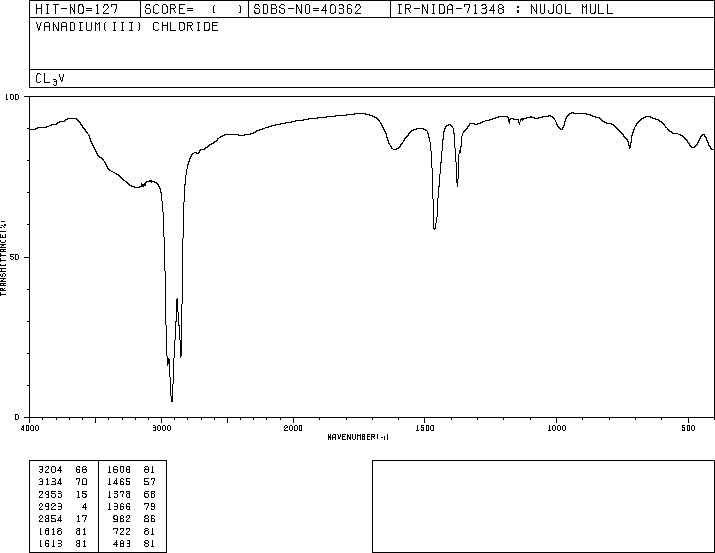 HIT-NO=127 SCORE= ( ) SDBS-NO=40362 IR-NIDA-71348 : NUJOL MULL
VANADIUM(III) CHLORIDE
CL3V
100
50
0
TRANSMITTANCE(%)
4000 3000 2000 1500 1000 500
WAVENUMBER(-1)
3204 68 1608 81
3134 70 1465 57
2953 15 1378 68
2923 4 1366 79
2854 17 982 86
1616 81 722 81
1613 81 483 81